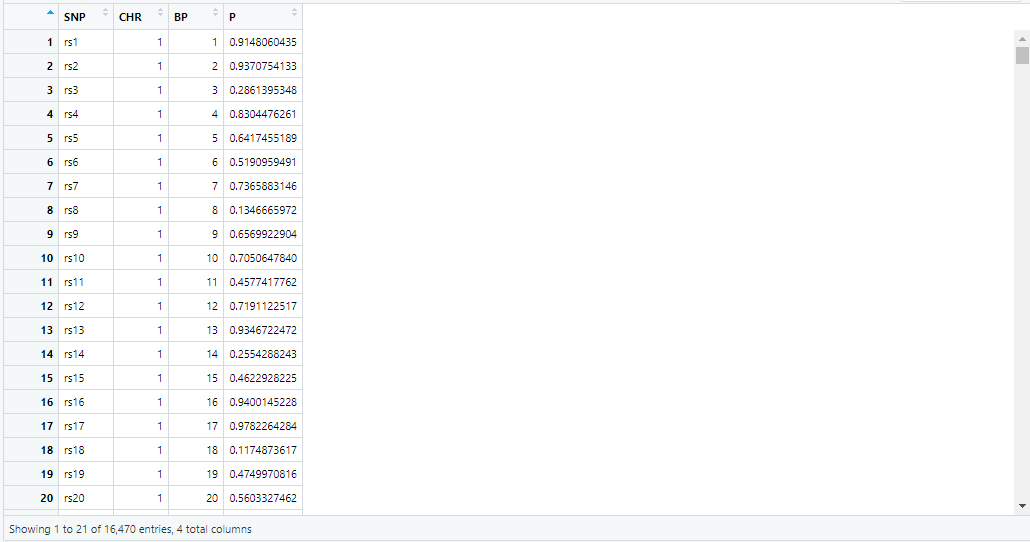 SNP CHR BP P
1 rs1 1 1 0.9148060435
2 rs2 1 2 0.9370754133
3 rs3 1 3 0.2861395348
4 rs4 1 4 0.8304476261
5 rs5 1 5 0.6417455189
6 rs6 1 6 0.5190959491
7 rs7 1 7 0.7365883146
8 rs8 1 8 0.1346665972
9 rs9 1 9 0.6569922904
10 rs10 1 10 0.7050647840
11 rs11 1 11 0.4577417762
12 rs12 1 12 0.7191122517
13 rs13 1 13 0.9346722472
14 rs14 1 14 0.2554288243
15 rs15 1 15 0.4622928225
16 rs16 1 16 0.9400145228
17 rs17 1 17 0.9782264284
18 rs18 1 18 0.1174873617
19 rs19 1 19 0.4749970816
20 rs20 1 20 0.5603327462
Showing 1 to 21 of 16,470 entries, 4 total columns